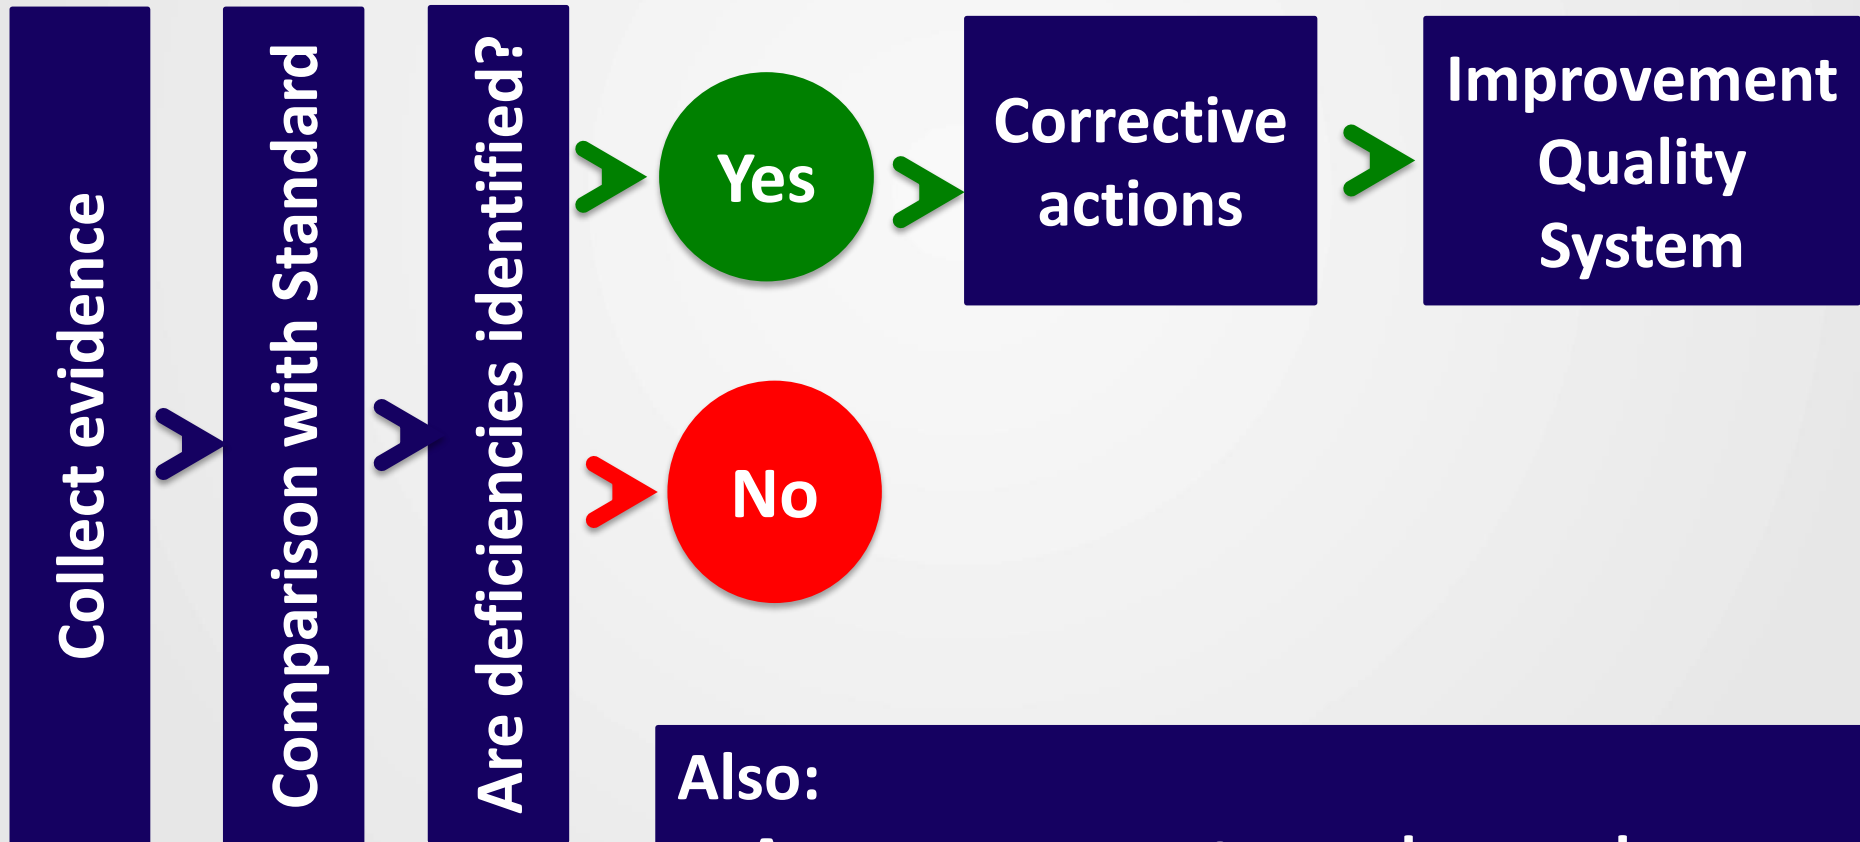 Collect evidence
Comparison with Standard
Are deficiencies identified?
Yes
Corrective
actions
Improvement
Quality
System
No
Also: